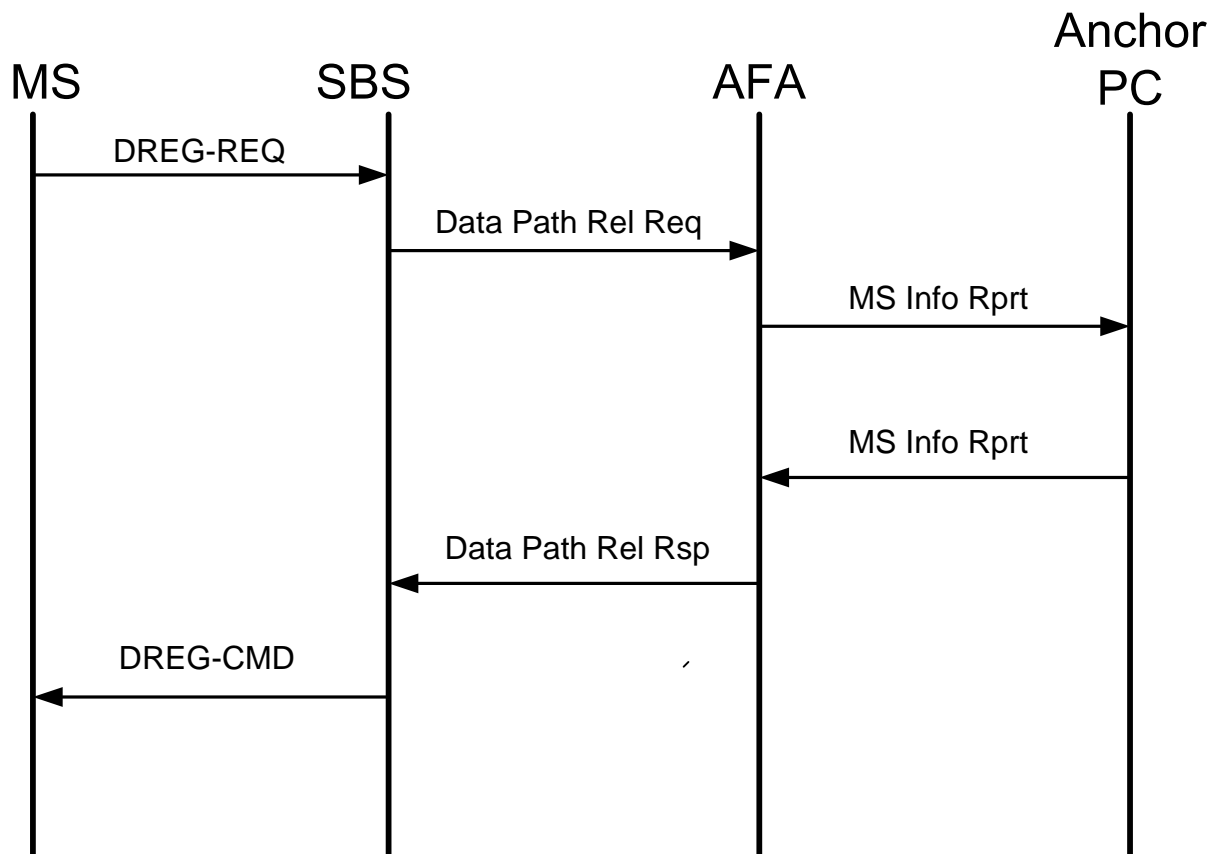 Anchor
MS SBS AFA PC
DREG-REQ
Data Path Rel Req
MS Info Rprt
MS Info Rprt
Data Path Rel Rsp
DREG-CMD